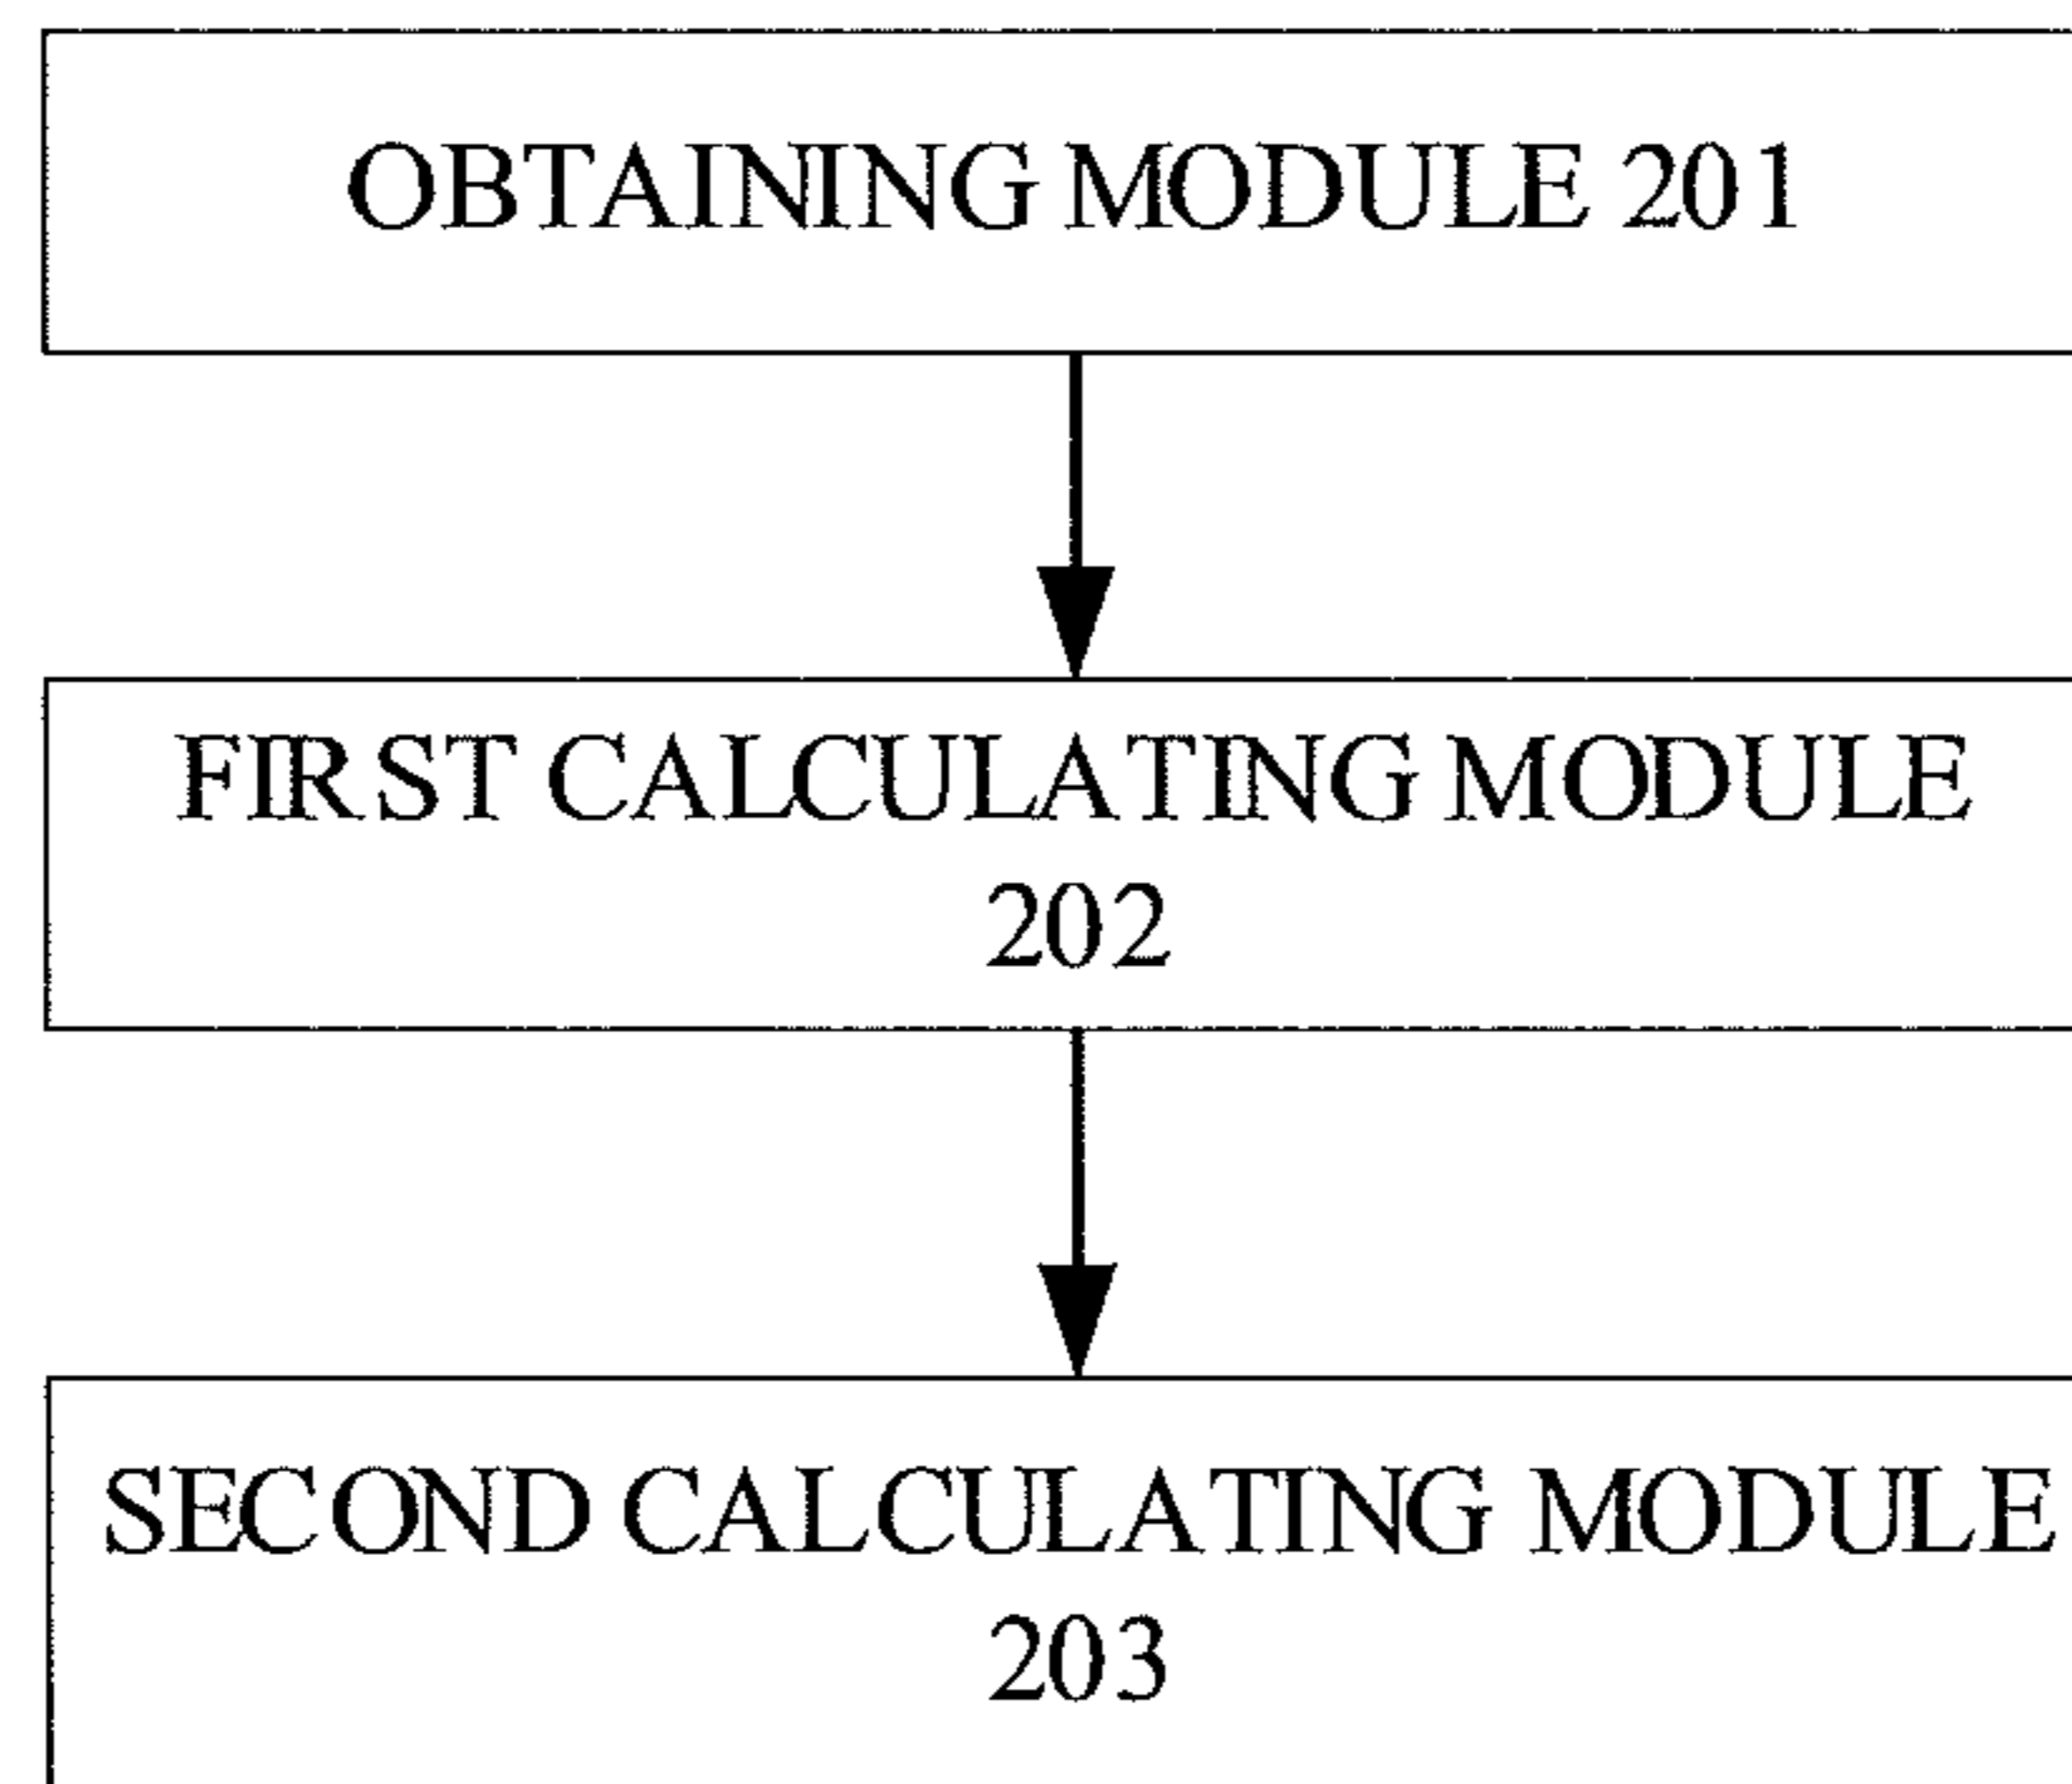 OBTAINING MODULE 201
FIRST CALCULATING MODULE
202
SECOND CALCULATING MODULE
203